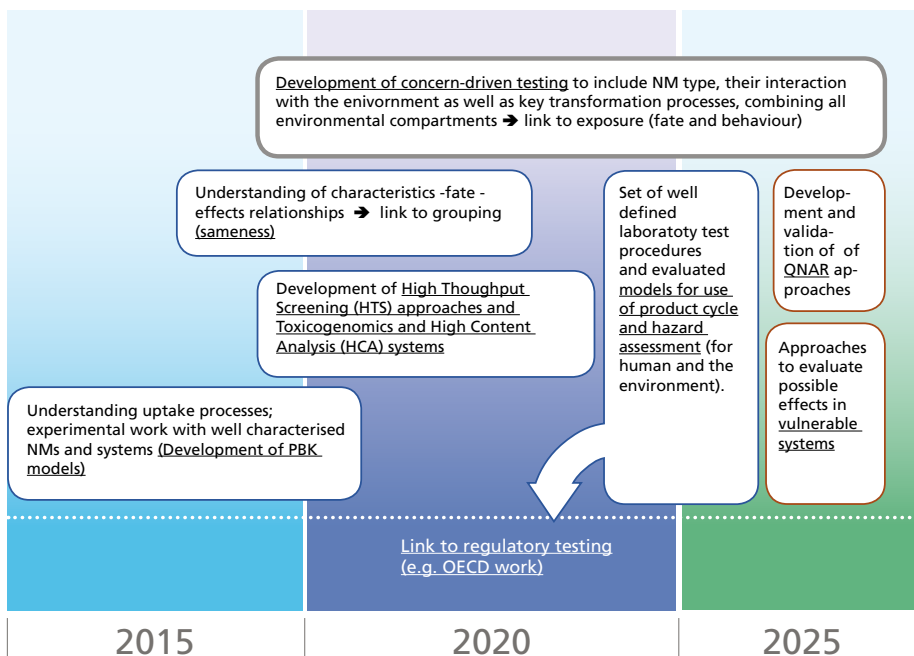 Development of concern-driven testing to include NM type, their interaction
with the enivornment as well as key transformation processes, combining all
environmental compartments ➔ link to exposure (fate and behaviour)
Understanding of characteristics -fate -
effects relationships ➔ link to grouping
(sameness)
Development of High Thoughput
Screening (HTS) approaches and
Toxicogenomics and High Content
Analysis (HCA) systems
Understanding uptake processes;
experimental work with well characterised
NMs and systems (Development of PBK
models)
Set of well
defined
laboratoty test
procedures
and evaluated
models for use
of product cycle
and hazard
assessment (for
human and the
environment).
Develop-
ment and
valida-
tion of of
QNAR ap-
proaches
Approaches
to evaluate
possible
effects in
vulnerable
systems
Link to regulatory testing
(e.g. OECD work)
2015
2020
2025